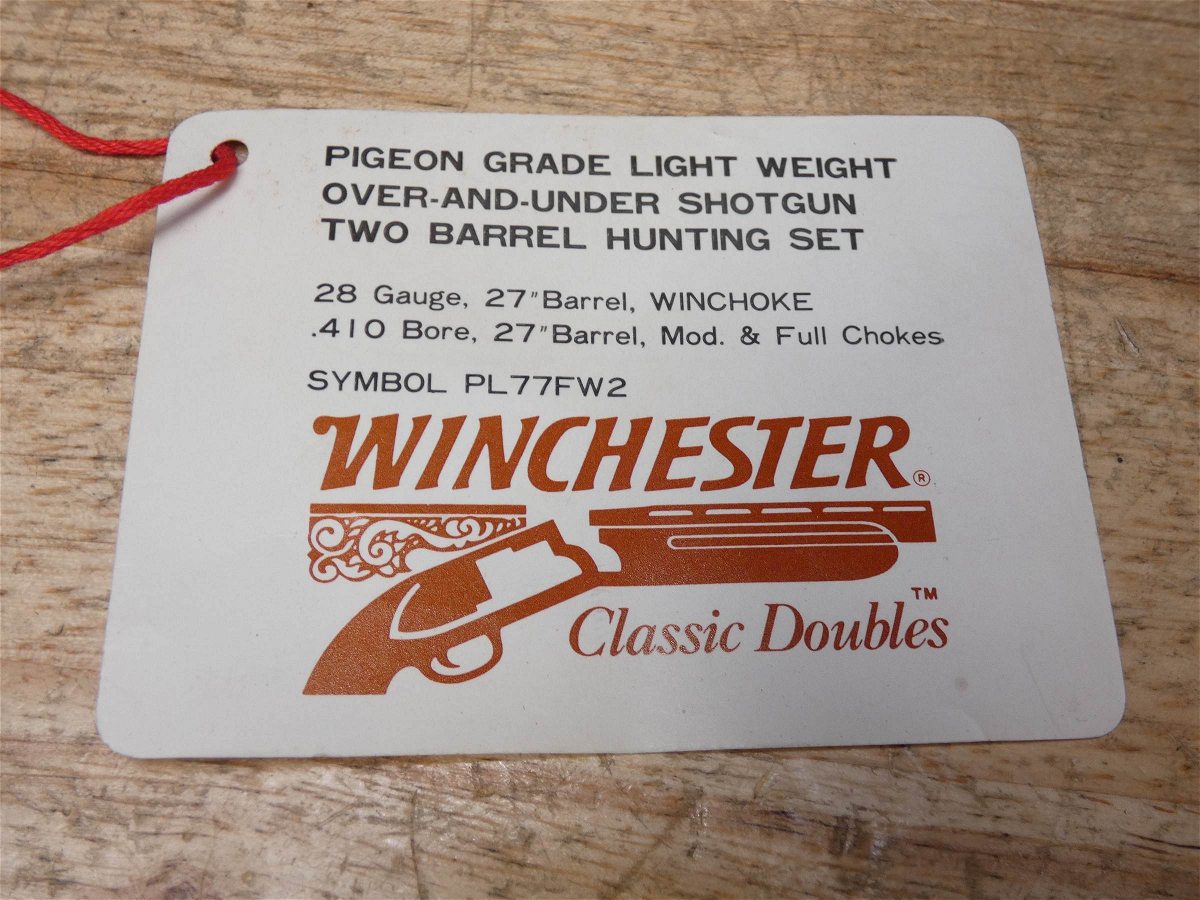 PIGEON GRADE LIGHT WEIGHT
OVER-AND-UNDER SHOTGUN
TWO BARREL HUNTING SET
28 Gauge, 27" Barrel, WINCHOKE
.410 Bore, 27" Barrel, Mod. & Full Chokes
SYMBOL PL77FW2
WINCHESTER®
Classic Doubles™